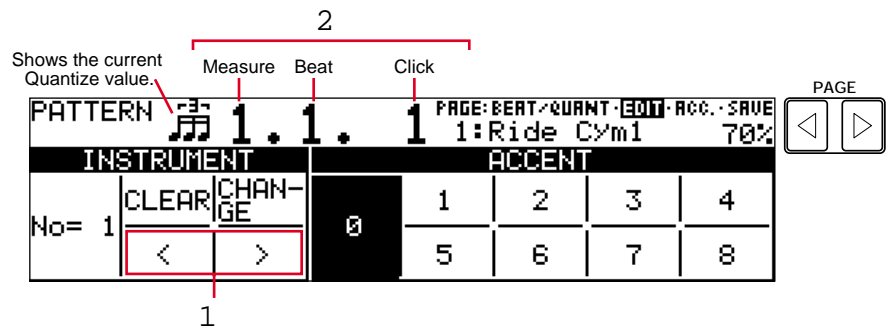 2
Shows the current
Quantize value.
Measure Beat Click
PAGE
PATTERN 3 1. 1. 1 PAGE:BEAT/QUANT·EDIT·ACC.·SAVE
1:Ride Cym1 70%
INSTRUMENT ACCENT
No= 1 CLEAR CHAN-
GE 0 1 2 3 4
< > 5 6 7 8
1